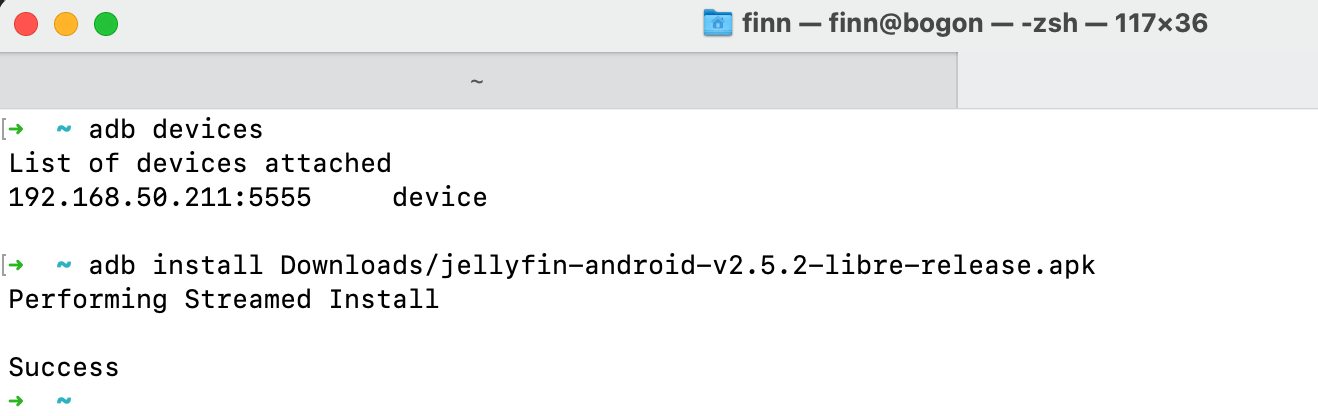 finn — finn@bogon — -zsh — 117×36
~
[➜  ~ adb devices
List of devices attached
192.168.50.211:5555     device
[➜  ~ adb install Downloads/jellyfin-android-v2.5.2-libre-release.apk
Performing Streamed Install
Success
➜  ~